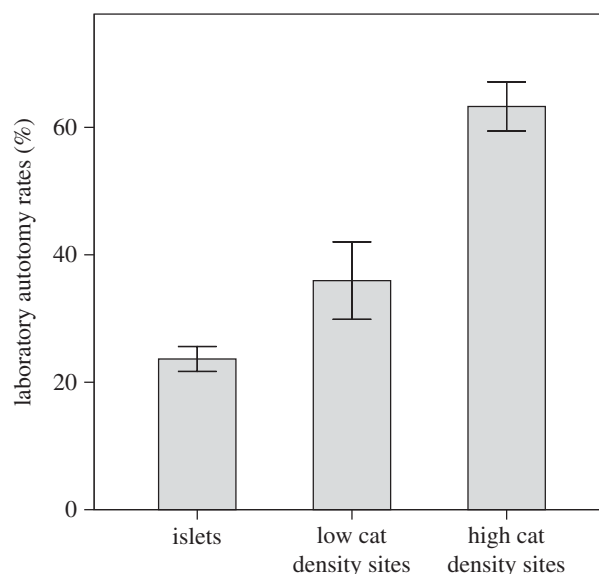 laboratory autotomy rates (%)
60
40
20
0
islets
low cat
density sites
high cat
density sites